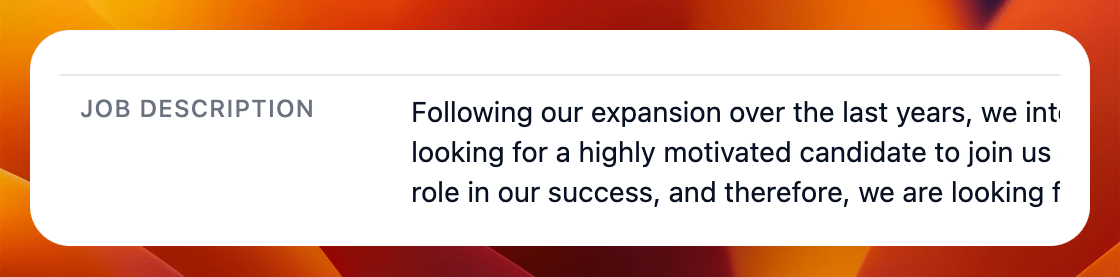 JOB DESCRIPTION
Following our expansion over the last years, we
looking for a highly motivated candidate to join us
role in our success, and therefore, we are looking